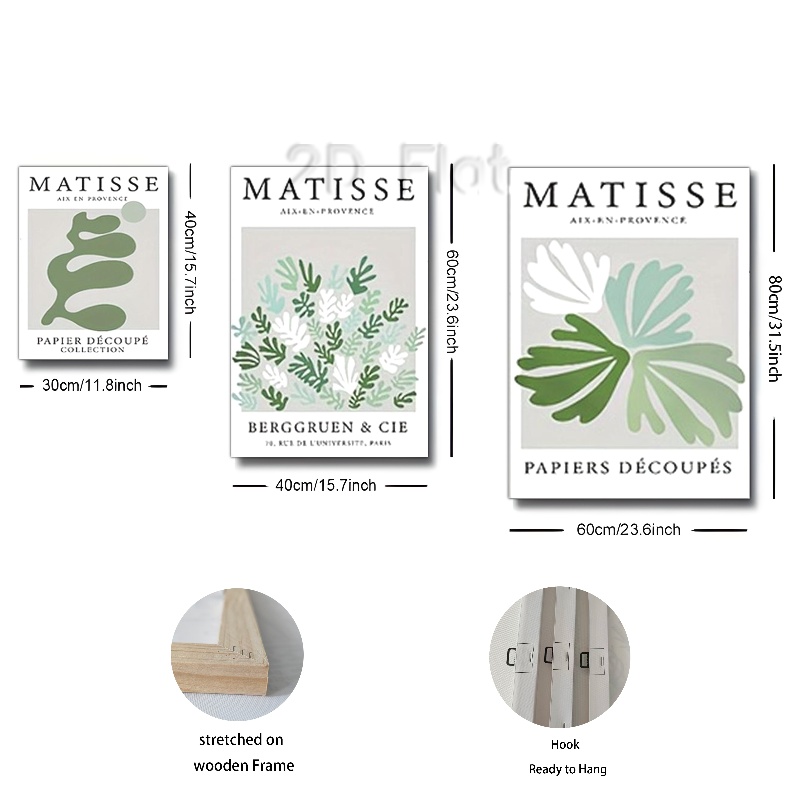 2D Flat
MATISSE
AIX EN PROVENCE
PAPIER DÉCOUPÉ
COLLECTION
40cm/15.7inch
30cm/11.8inch
MATISSE
AIX-EN-PROVENCE
BERGGRUEN & CIE
70, RUE DE L'UNIVERSITE, PARIS
60cm/23.6inch
40cm/15.7inch
MATISSE
AIX-EN-PROVENCE
PAPIERS DÉCOUPÉS
80cm/31.5inch
60cm/23.6inch
stretched on
wooden Frame
Hook
Ready to Hang